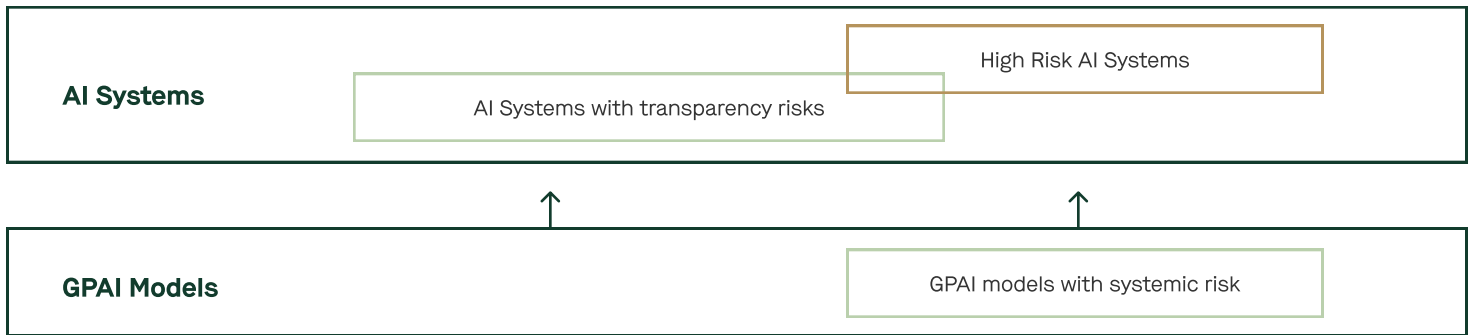 High Risk AI Systems
AI Systems
AI Systems with transparency risks
GPAI Models
GPAI models with systemic risk